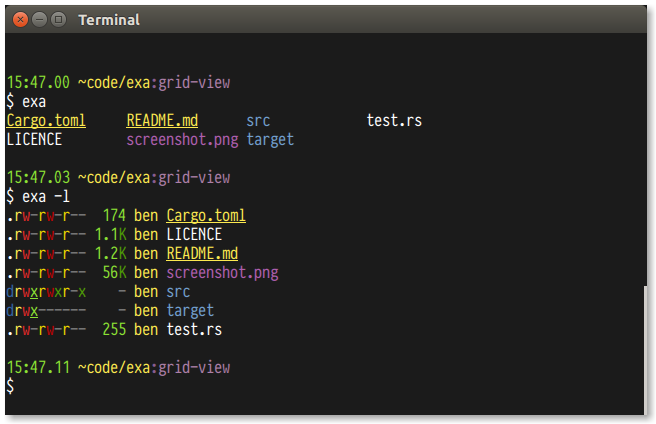 Terminal
15:47.00 ~code/exa:grid-view
$ exa
Cargo.toml README.md src test.rs
LICENCE screenshot.png target
15:47.03 ~code/exa:grid-view
$ exa -l
.rw-rw-r-- 174 ben Cargo.toml
.rw-rw-r-- 1.1K ben LICENCE
.rw-rw-r-- 1.2K ben README.md
.rw-rw-r-- 56K ben screenshot.png
drwxrwxr-x - ben src
drwx------ - ben target
.rw-rw-r-- 255 ben test.rs
15:47.11 ~code/exa:grid-view
$